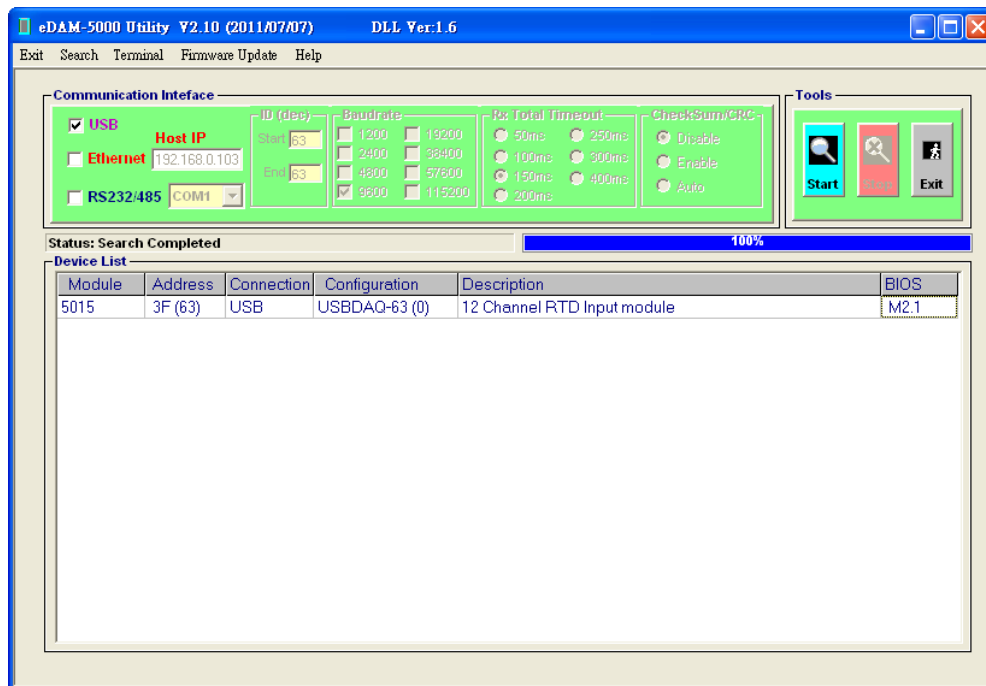 eDAM-5000 Utility V2.10 (2011/07/07) DLL Ver:1.6
Exit Search Terminal Firmware Update Help
Communication Inteface
USB
Host IP
Ethernet 192.168.0.103
RS232/485 COM1
ID (dec)
Start 63
End 63
Baudrate
1200 19200
2400 38400
4800 57600
9600 115200
Rx Total Timeout
50ms 250ms
100ms 300ms
150ms 400ms
200ms
CheckSum/CRC
Disable
Enable
Auto
Tools
Start Stop Exit
Status: Search Completed 100%
Device List
Module Address Connection Configuration Description BIOS
5015 3F (63) USB USBDAQ-63 (0) 12 Channel RTD Input module M2.1